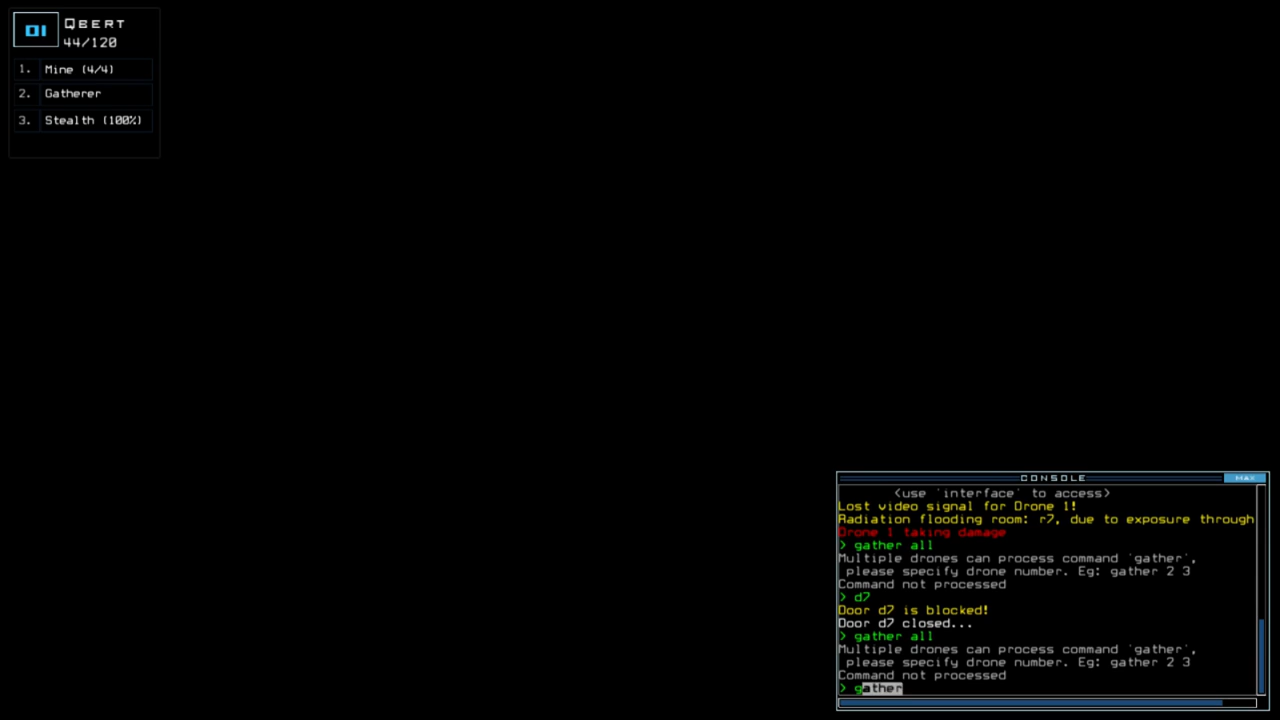 01 QBERT
44/120
1. Mine (4/4)
2. Gatherer
3. Stealth (100%)
CONSOLE MAX
<use 'interface' to access>
Lost video signal for Drone 1!
Radiation flooding room: r7, due to exposure through
Drone 1 taking damage
> gather all
Multiple drones can process command 'gather',
please specify drone number. Eg: gather 2 3
Command not processed
> d7
Door d7 is blocked!
Door d7 closed...
> gather all
Multiple drones can process command 'gather',
please specify drone number. Eg: gather 2 3
Command not processed
> gather